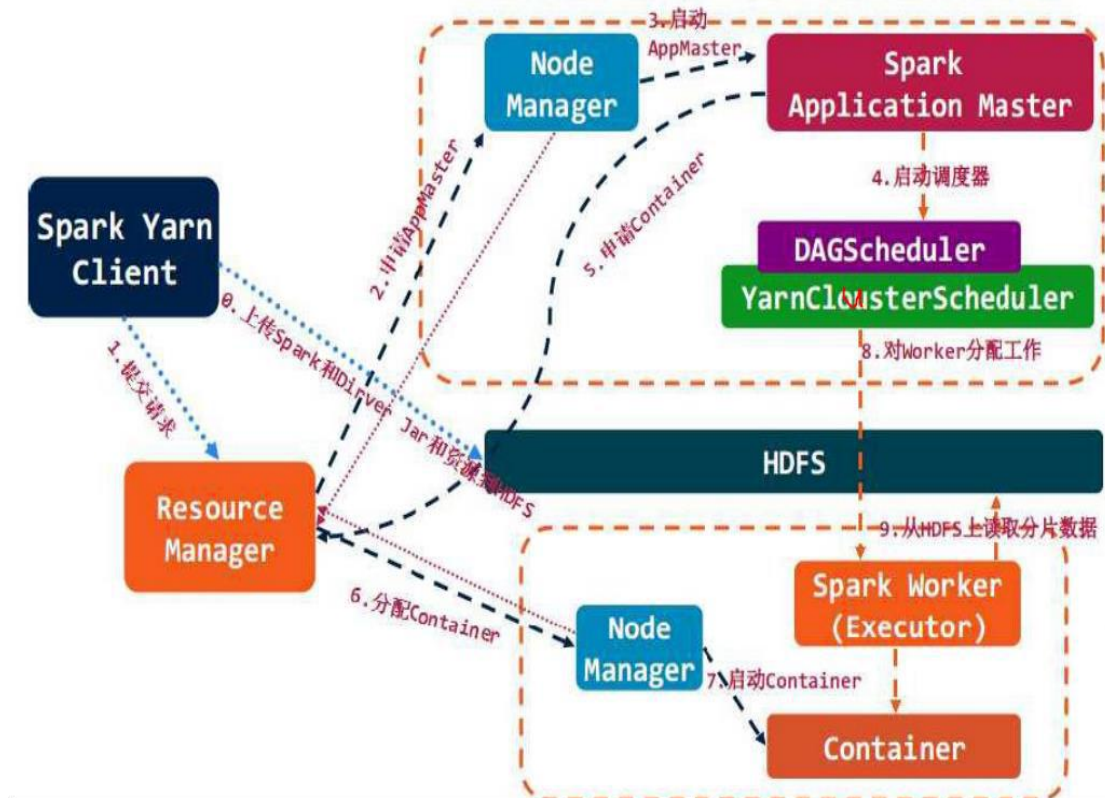 3.启动
AppMaster
Node
Manager
Spark
Application Master
2.申请AppMaster
5.申请Container
4.启动调度器
Spark Yarn
Client
DAGScheduler
YarnClousterScheduler
0.上传Spark和Dirver Jar和资源到HDFS
8.对Worker分配工作
1.提交请求
HDFS
Resource
Manager
9.从HDFS上读取分片数据
6.分配Container
Spark Worker
(Executor)
Node
Manager
7.启动Container
Container